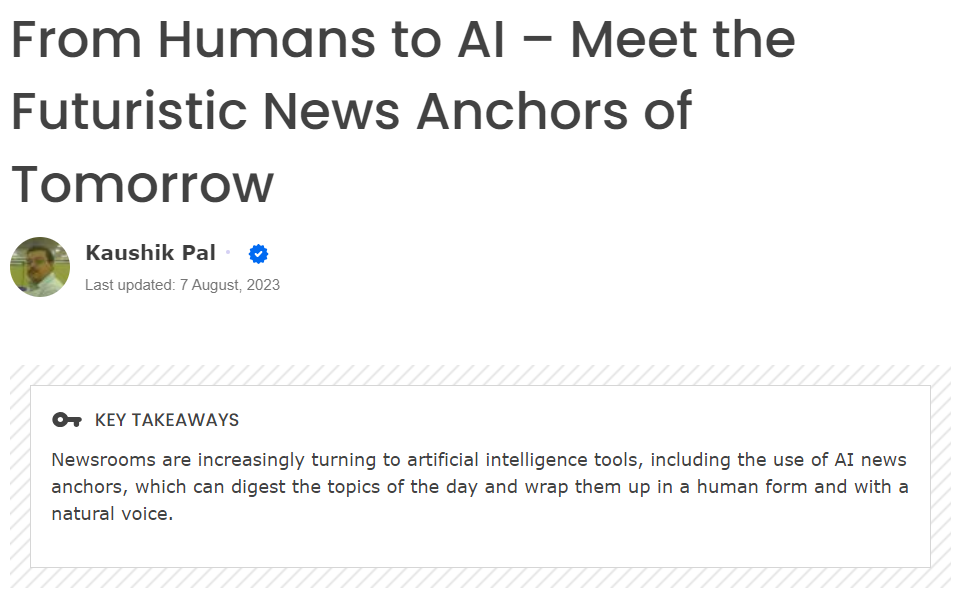 From Humans to AI – Meet the
Futuristic News Anchors of
Tomorrow
Kaushik Pal
Last updated: 7 August, 2023
KEY TAKEAWAYS
Newsrooms are increasingly turning to artificial intelligence tools, including the use of AI news
anchors, which can digest the topics of the day and wrap them up in a human form and with a
natural voice.